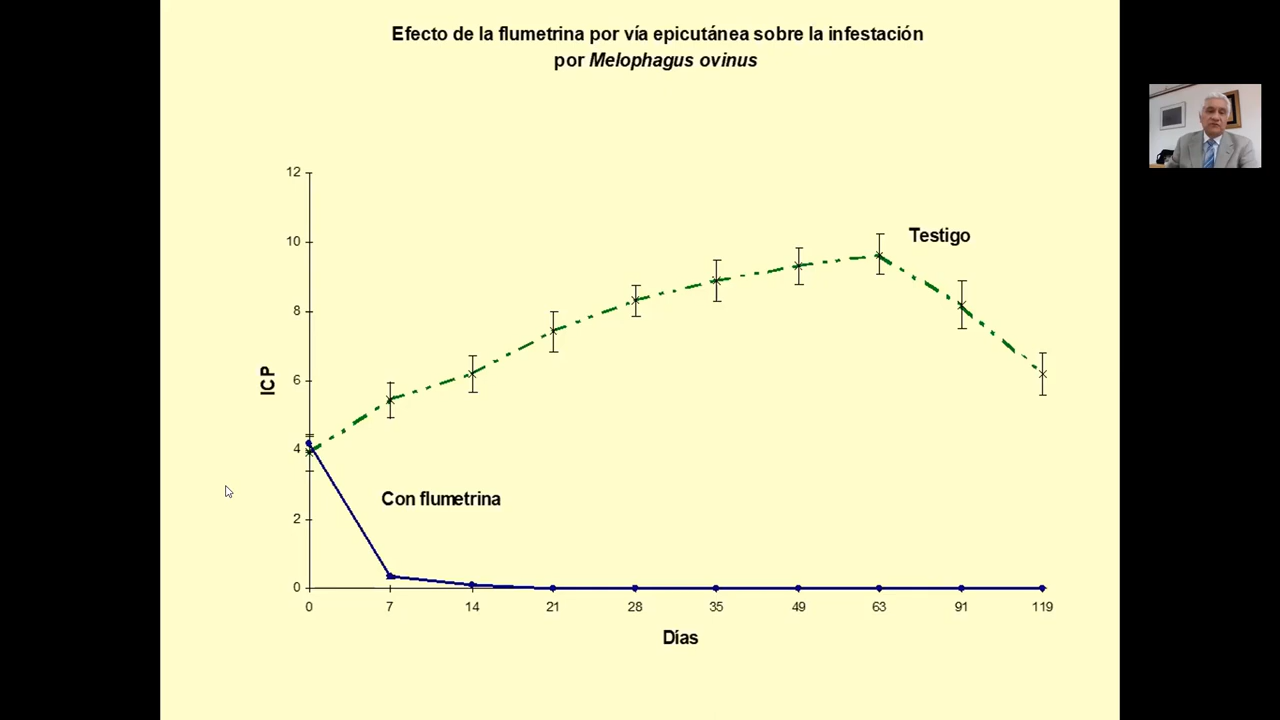 Efecto de la flumetrina por vía epicutánea sobre la infestación
por Melophagus ovinus
12
10
Testigo
8
ICP
6
4
Con flumetrina
2
0
0 7 14 21 28 35 49 63 91 119
Días